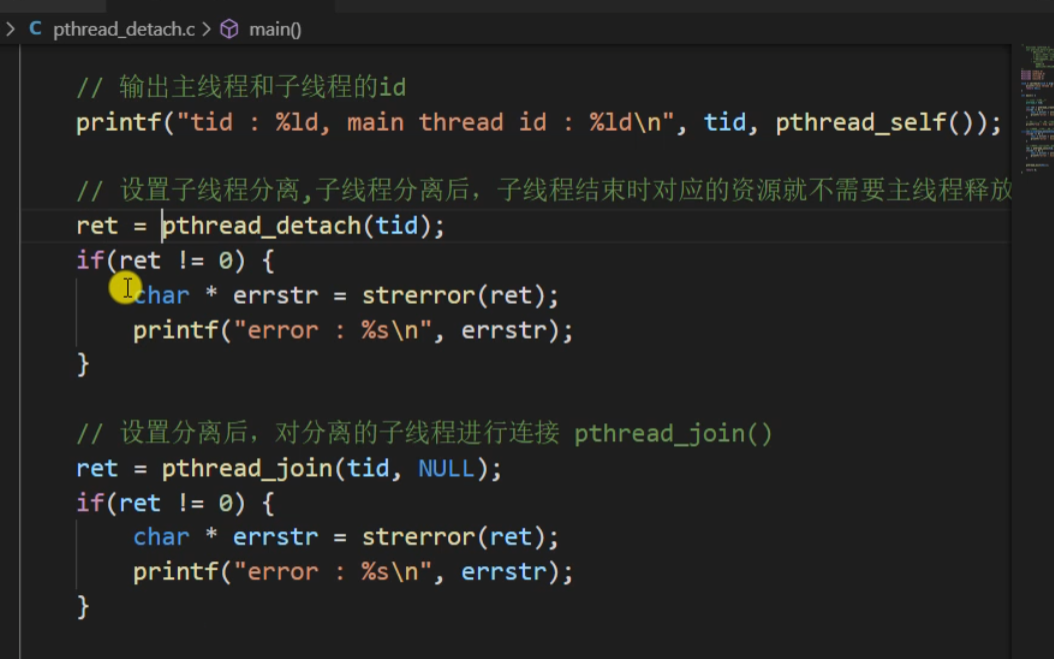 C pthread_detach.c > main()
// 输出主线程和子线程的id
printf("tid : %ld, main thread id : %ld\n", tid, pthread_self());
// 设置子线程分离,子线程分离后，子线程结束时对应的资源就不需要主线程释放
ret = pthread_detach(tid);
if(ret != 0) {
char * errstr = strerror(ret);
printf("error : %s\n", errstr);
}
// 设置分离后，对分离的子线程进行连接 pthread_join()
ret = pthread_join(tid, NULL);
if(ret != 0) {
char * errstr = strerror(ret);
printf("error : %s\n", errstr);
}